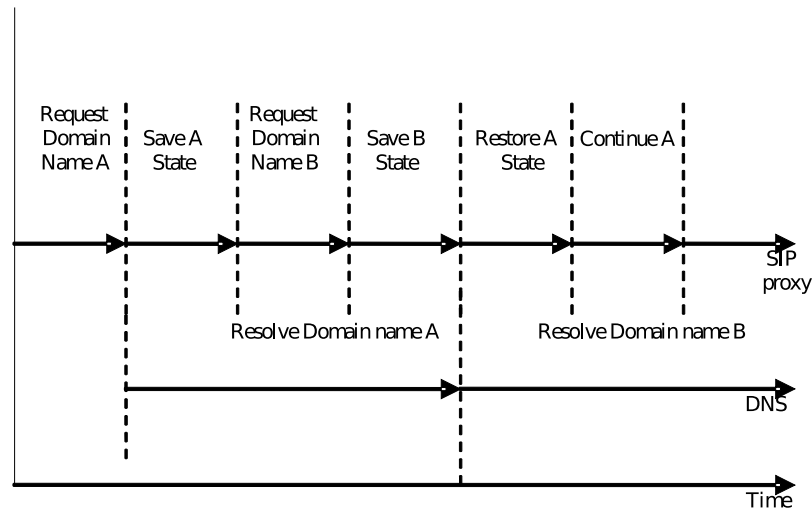 Request
Domain
Name A
Save A
State
Request
Domain
Name B
Save B
State
Restore A
State
Continue A
SIP
proxy
Resolve Domain name A
Resolve Domain name B
DNS
Time